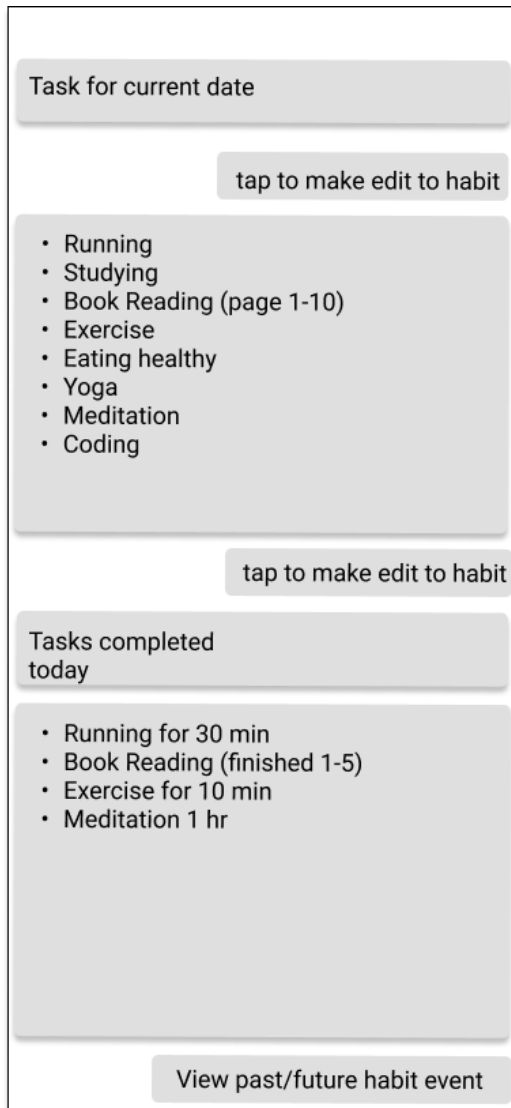 Task for current date
tap to make edit to habit
• Running
• Studying
• Book Reading (page 1-10)
• Exercise
• Eating healthy
• Yoga
• Meditation
• Coding
tap to make edit to habit
Tasks completed
today
• Running for 30 min
• Book Reading (finished 1-5)
• Exercise for 10 min
• Meditation 1 hr
View past/future habit event